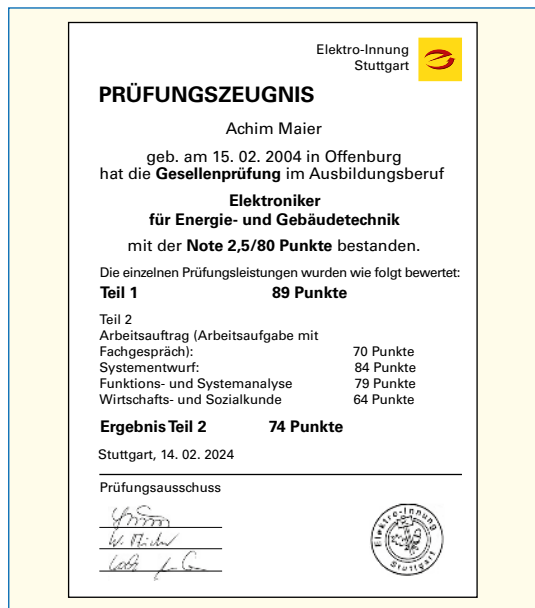 Elektro-Innung
Stuttgart
PRÜFUNGSZEUGNIS
Achim Maier
geb. am 15. 02. 2004 in Offenburg
hat die Gesellenprüfung im Ausbildungsberuf
Elektroniker
für Energie- und Gebäudetechnik
mit der Note 2,5/80 Punkte bestanden.
Die einzelnen Prüfungsleistungen wurden wie folgt bewertet:
Teil 1 89 Punkte
Teil 2
Arbeitsauftrag (Arbeitsaufgabe mit
Fachgespräch): 70 Punkte
Systementwurf: 84 Punkte
Funktions- und Systemanalyse 79 Punkte
Wirtschafts- und Sozialkunde 64 Punkte
Ergebnis Teil 2 74 Punkte
Stuttgart, 14. 02. 2024
Prüfungsausschuss
Elektro-Innung
Stuttgart